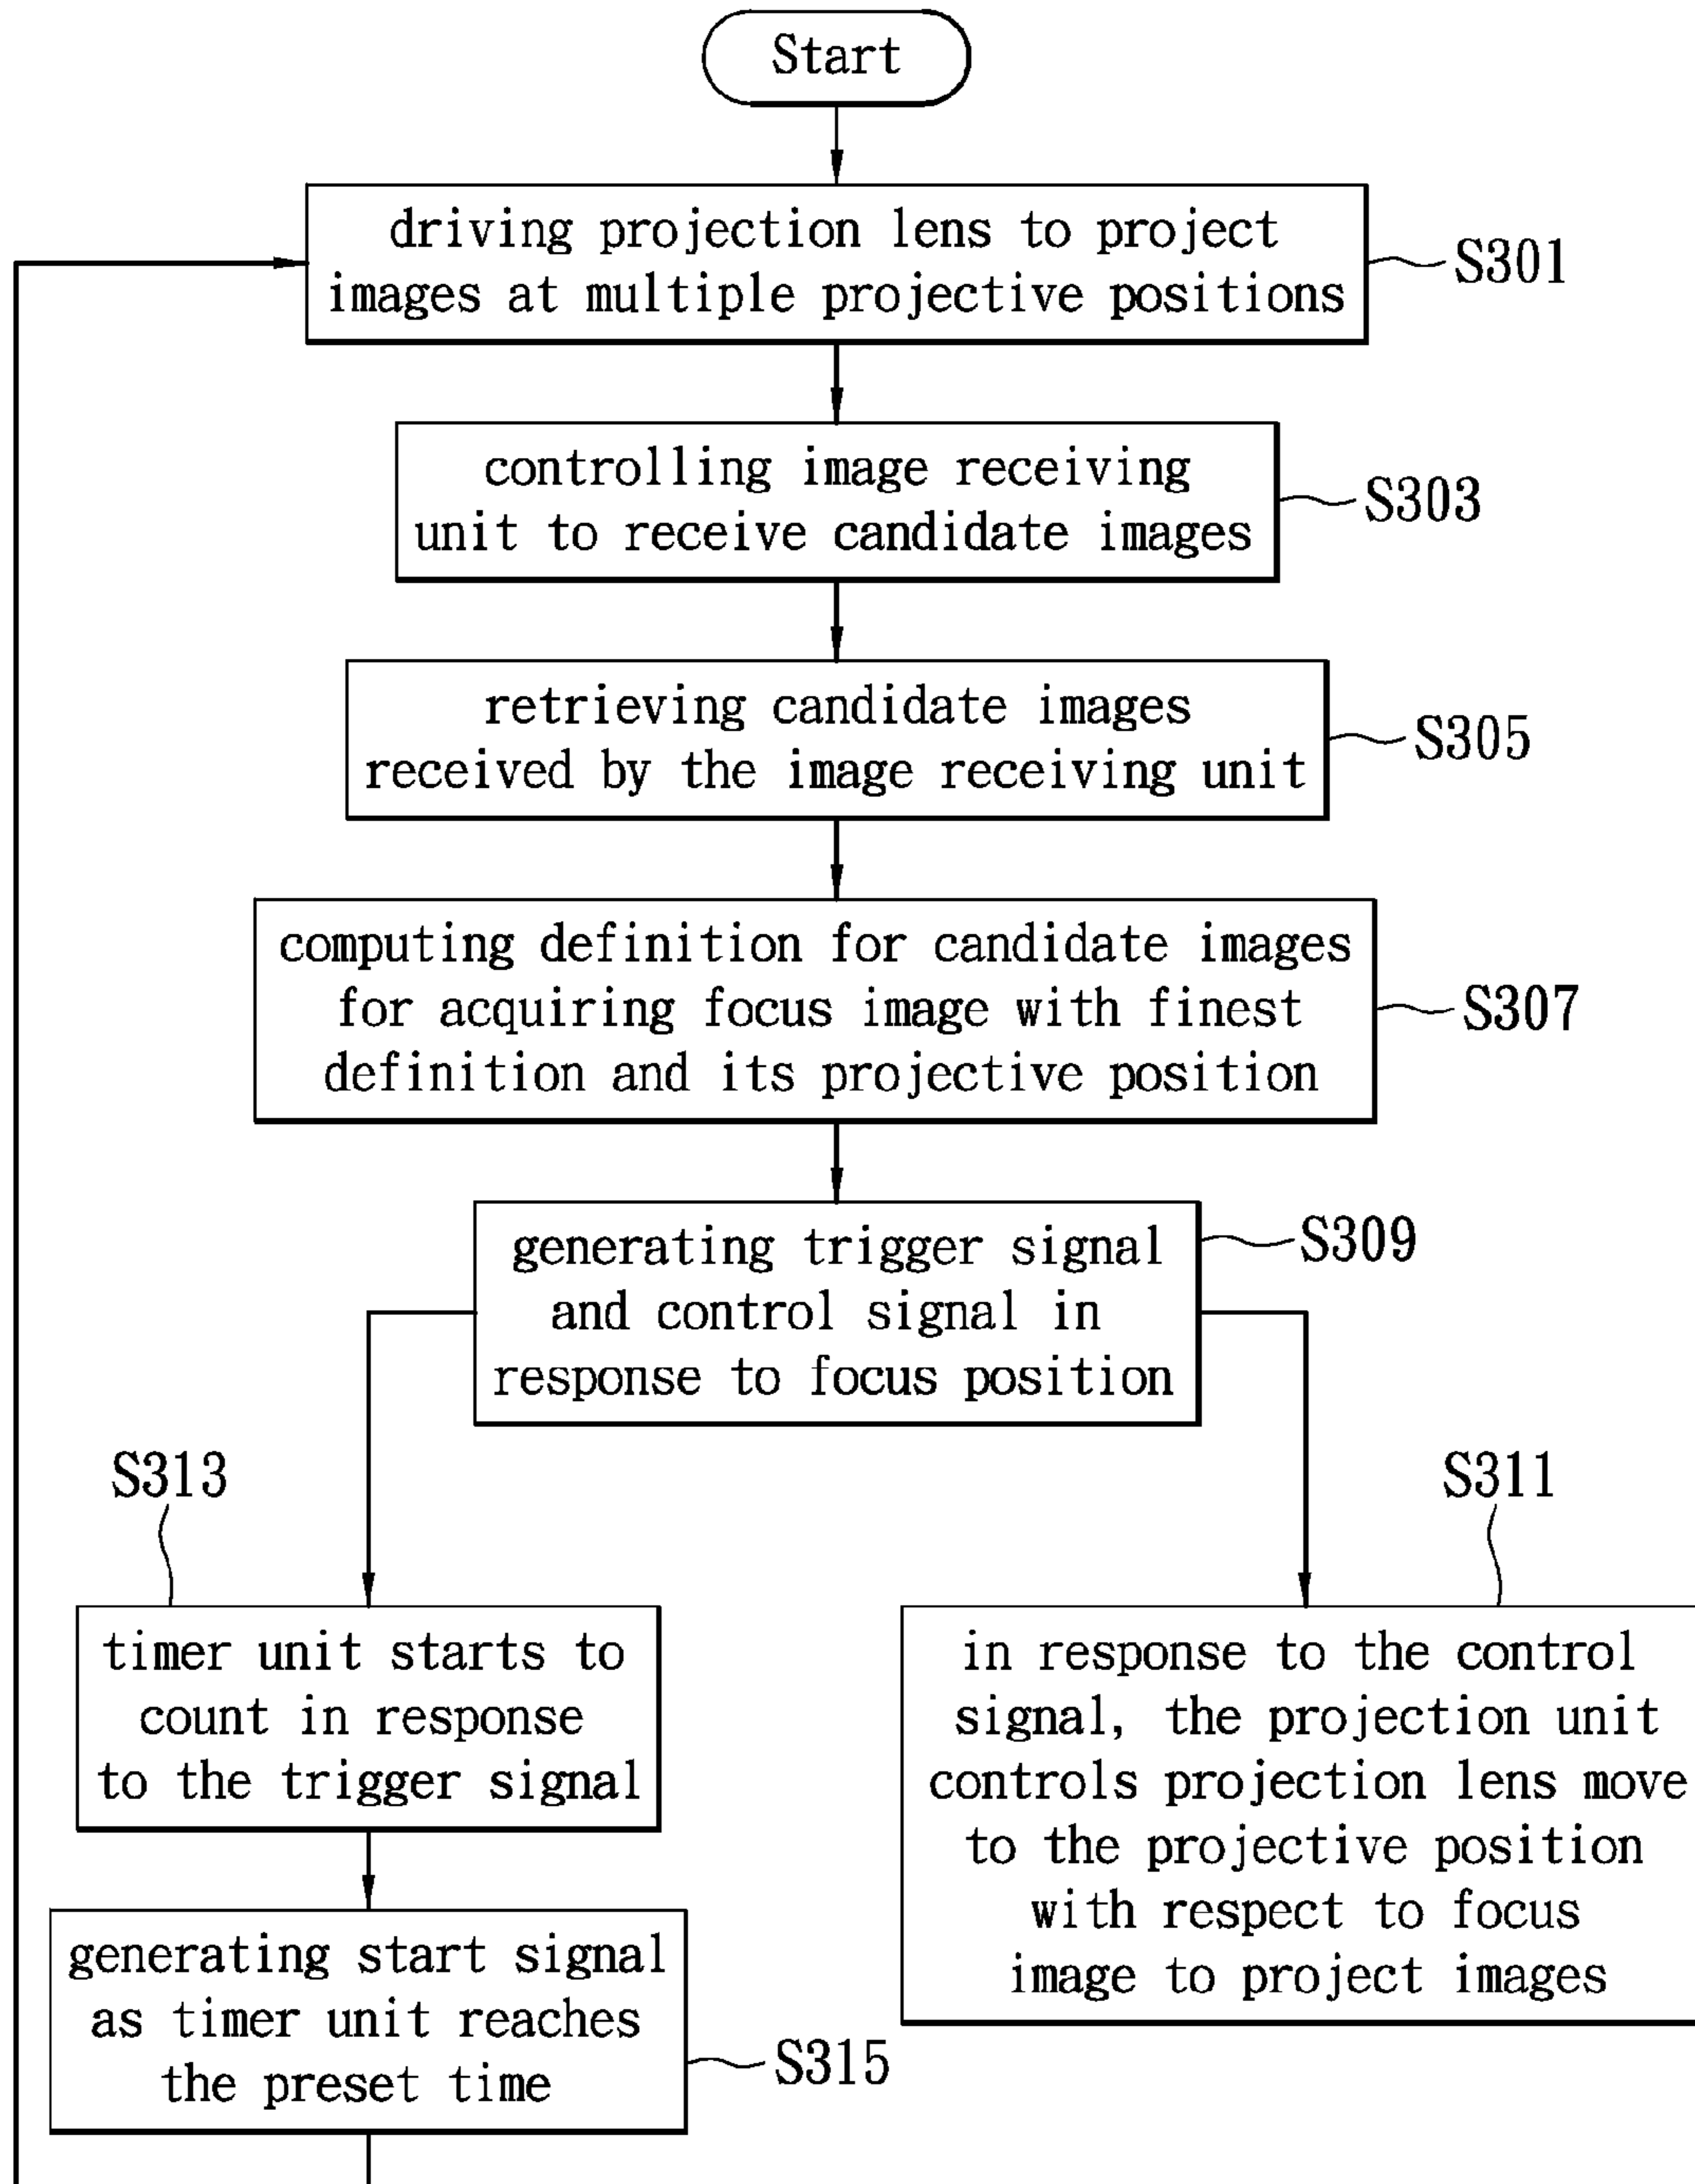 Start
driving projection lens to project
images at multiple projective positions
S301
controlling image receiving
unit to receive candidate images
S303
retrieving candidate images
received by the image receiving unit
S305
computing definition for candidate images
for acquiring focus image with finest
definition and its projective position
S307
generating trigger signal
and control signal in
response to focus position
S309
S313
timer unit starts to
count in response
to the trigger signal
S311
in response to the control
signal, the projection unit
controls projection lens move
to the projective position
with respect to focus
image to project images
generating start signal
as timer unit reaches
the preset time
S315